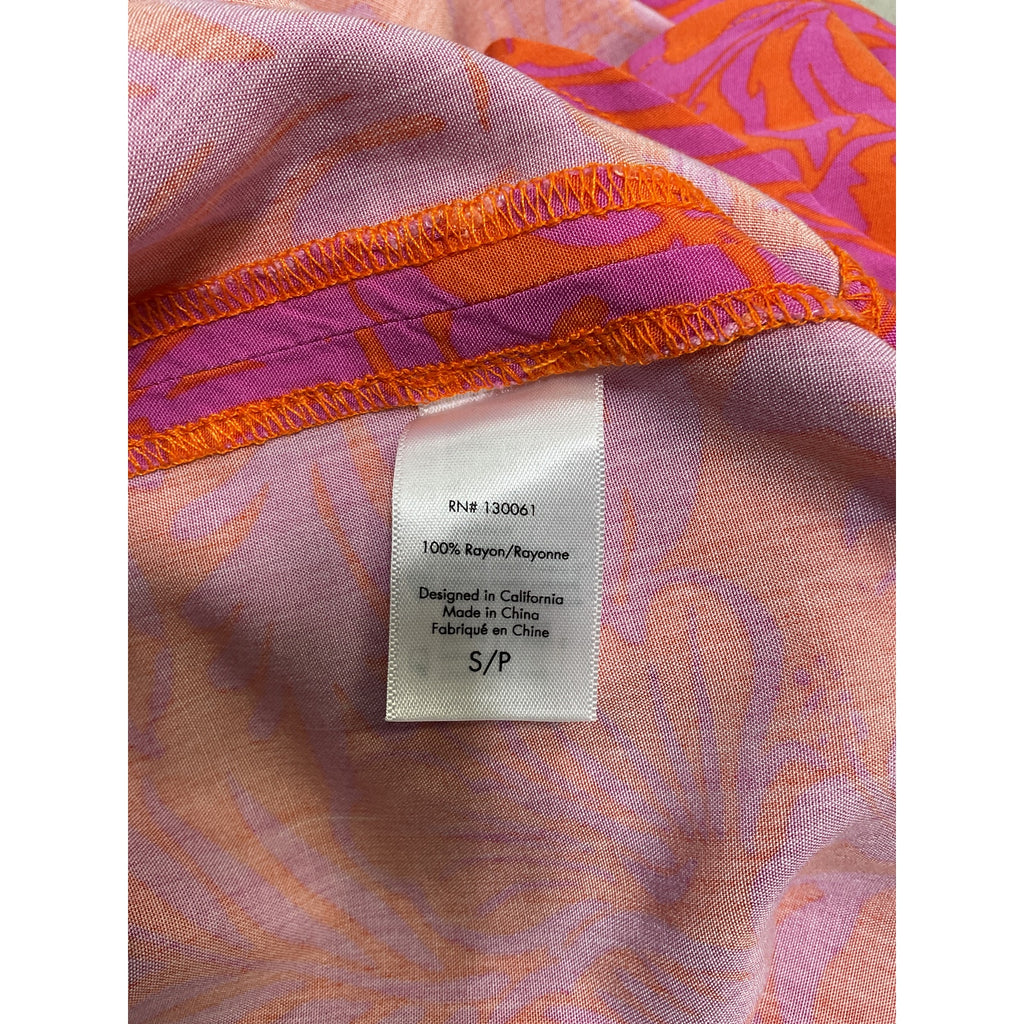 RN# 130061
100% Rayon/Rayonne
Designed in California
Made in China
Fabriqué en Chine
S/P